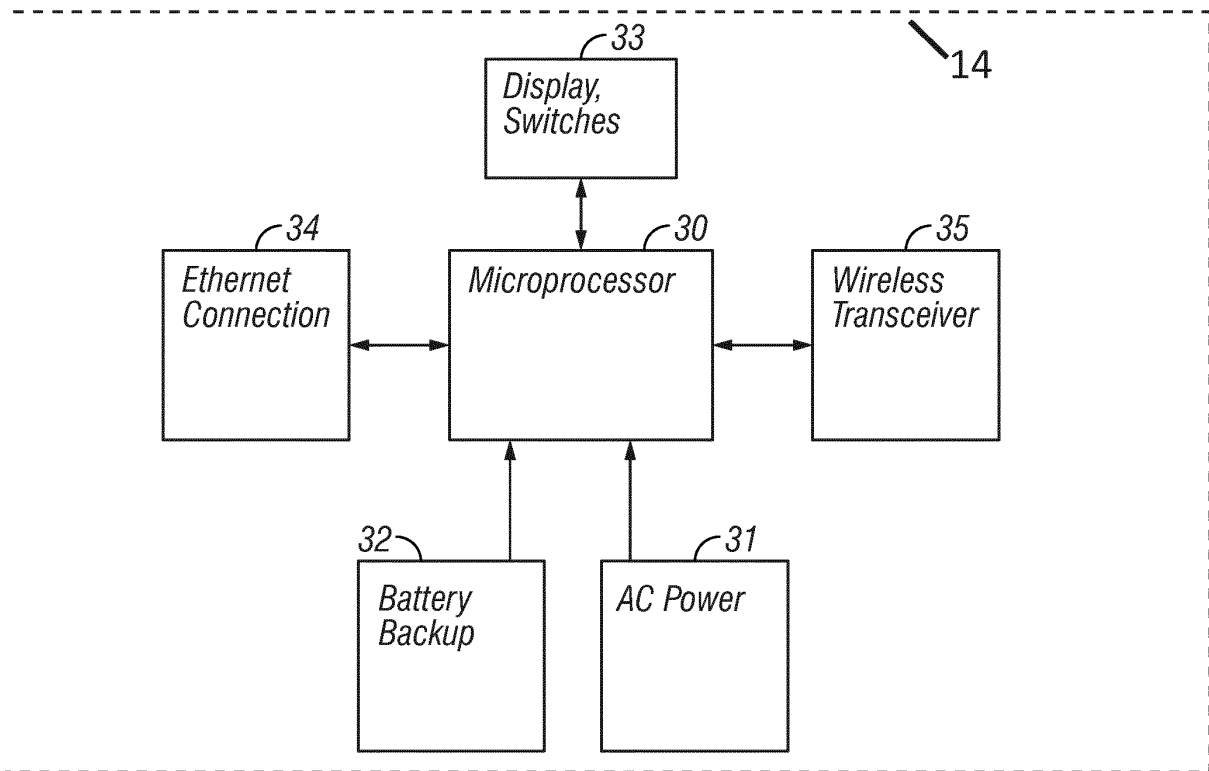 14
33
Display,
Switches
34
Ethernet
Connection
30
Microprocessor
35
Wireless
Transceiver
32
Battery
Backup
31
AC Power